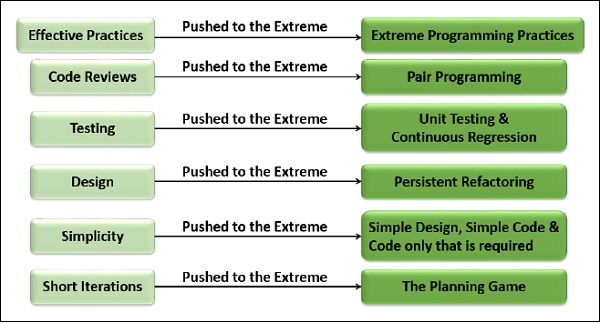 Effective Practices Pushed to the Extreme Extreme Programming Practices
Code Reviews Pushed to the Extreme Pair Programming
Testing Pushed to the Extreme Unit Testing &
Continuous Regression
Design Pushed to the Extreme Persistent Refactoring
Simplicity Pushed to the Extreme Simple Design, Simple Code &
Code only that is required
Short Iterations Pushed to the Extreme The Planning Game